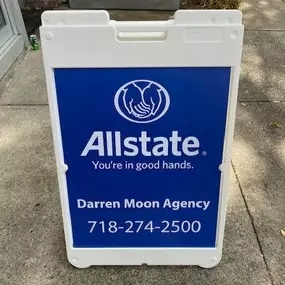 Allstate®
You're in good hands.
Darren Moon Agency
718-274-2500